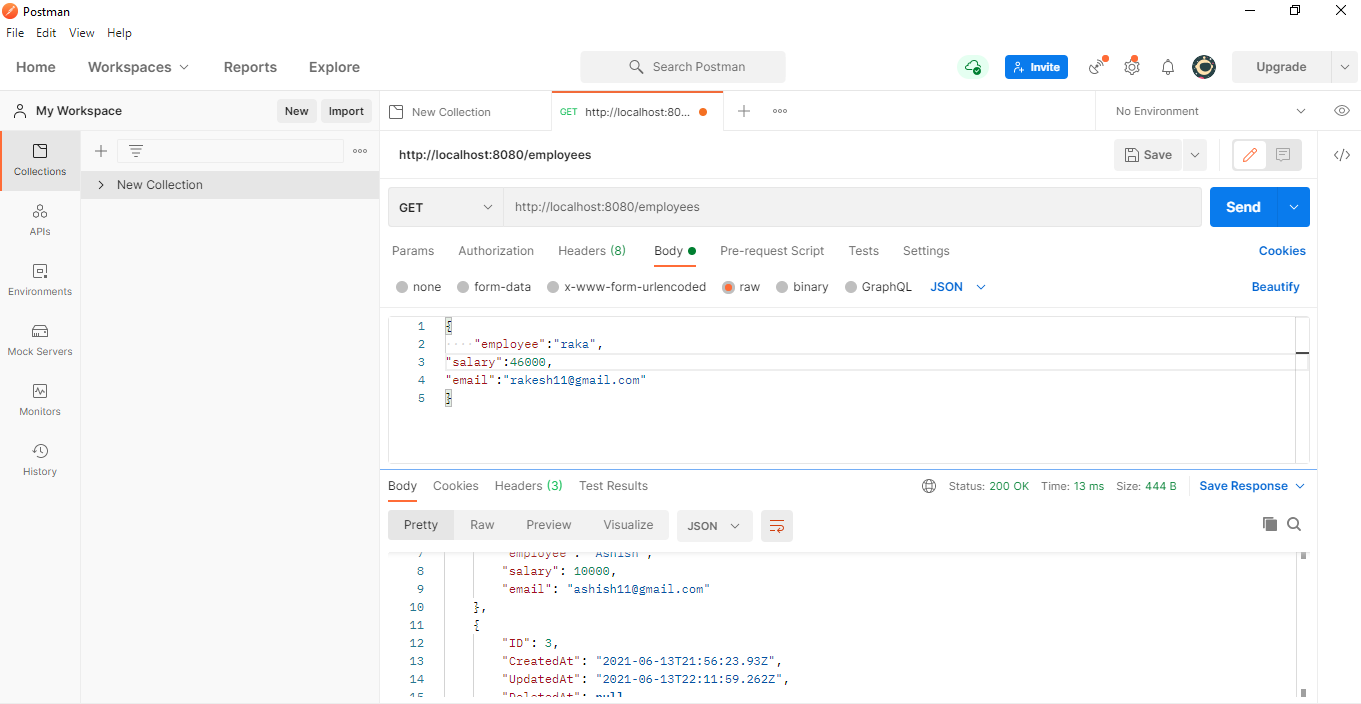 Postman
File Edit View Help
Home Workspaces Reports Explore Search Postman Invite Upgrade
My Workspace New Import New Collection GET http://localhost:80... No Environment
Collections
New Collection
APIs
Environments
Mock Servers
Monitors
History
http://localhost:8080/employees Save
GET http://localhost:8080/employees Send
Params Authorization Headers (8) Body Pre-request Script Tests Settings Cookies
none form-data x-www-form-urlencoded raw binary GraphQL JSON Beautify
1 {
2 ····"employee":"raka",
3 "salary":46000,
4 "email":"rakesh11@gmail.com"
5 }
Body Cookies Headers (3) Test Results Status: 200 OK Time: 13 ms Size: 444 B Save Response
Pretty Raw Preview Visualize JSON
7 "employee": "Ashish",
8 "salary": 10000,
9 "email": "ashish11@gmail.com"
10 },
11 {
12 "ID": 3,
13 "CreatedAt": "2021-06-13T21:56:23.93Z",
14 "UpdatedAt": "2021-06-13T22:11:59.262Z",
15 "DeletedAt": null